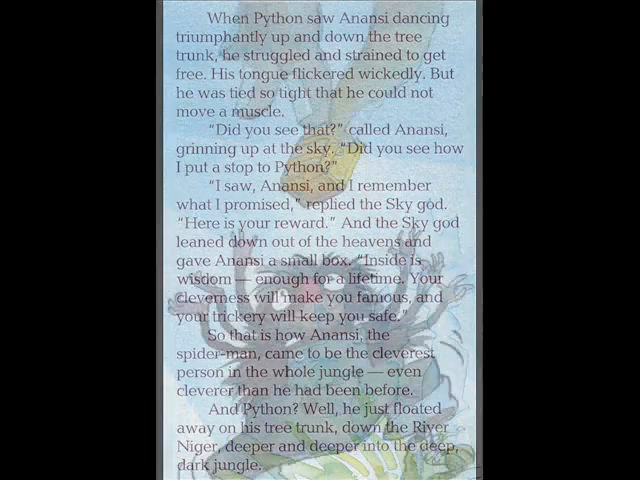 When Python saw Anansi dancing
triumphantly up and down the tree
trunk, he struggled and strained to get
free. His tongue flickered wickedly. But
he was tied so tight that he could not
move a muscle.
“Did you see that?” called Anansi,
grinning up at the sky. “Did you see how
I put a stop to Python?”
“I saw, Anansi, and I remember
what I promised,” replied the Sky god.
“Here is your reward.” And the Sky god
leaned down out of the heavens and
gave Anansi a small box. “Inside is
wisdom — enough for a lifetime. Your
cleverness will make you famous, and
your trickery will keep you safe.”
So that is how Anansi, the
spider-man, came to be the cleverest
person in the whole jungle — even
cleverer than he had been before.
And Python? Well, he just floated
away on his tree trunk, down the River
Niger, deeper and deeper into the deep,
dark jungle.